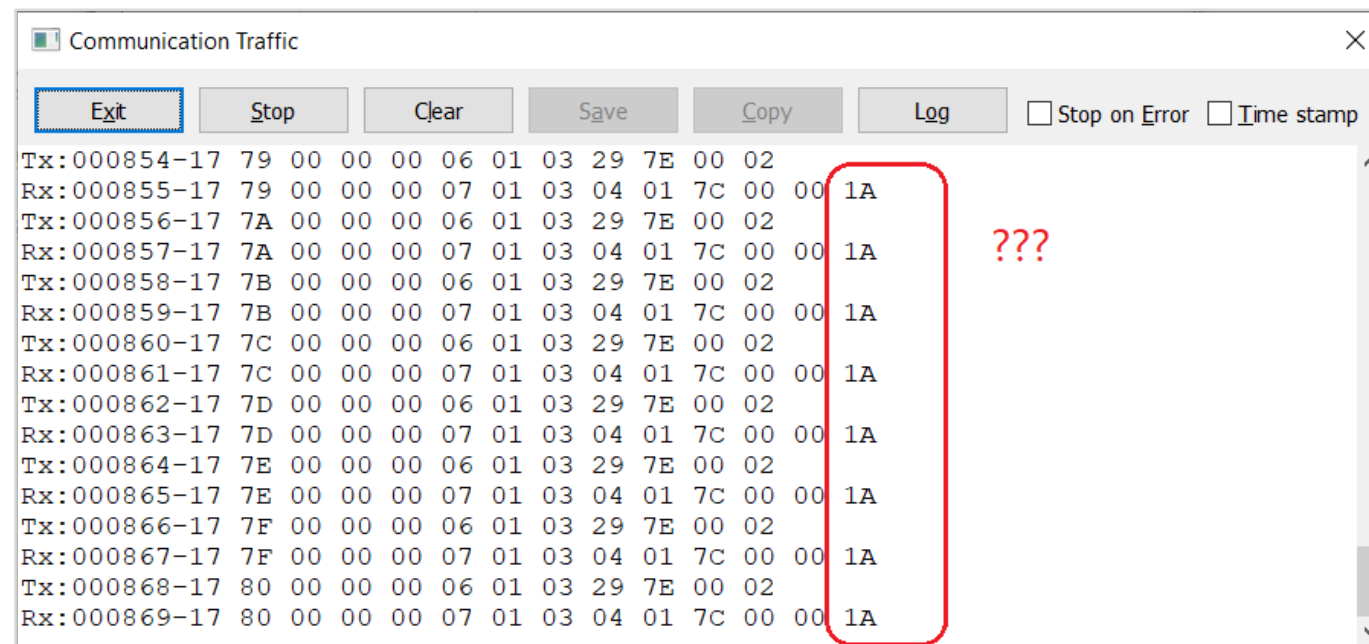 Communication Traffic
Exit Stop Clear Save Copy Log Stop on Error Time stamp
Tx:000854-17 79 00 00 00 06 01 03 29 7E 00 02
Rx:000855-17 79 00 00 00 07 01 03 04 01 7C 00 00 1A
Tx:000856-17 7A 00 00 00 06 01 03 29 7E 00 02
Rx:000857-17 7A 00 00 00 07 01 03 04 01 7C 00 00 1A ???
Tx:000858-17 7B 00 00 00 06 01 03 29 7E 00 02
Rx:000859-17 7B 00 00 00 07 01 03 04 01 7C 00 00 1A
Tx:000860-17 7C 00 00 00 06 01 03 29 7E 00 02
Rx:000861-17 7C 00 00 00 07 01 03 04 01 7C 00 00 1A
Tx:000862-17 7D 00 00 00 06 01 03 29 7E 00 02
Rx:000863-17 7D 00 00 00 07 01 03 04 01 7C 00 00 1A
Tx:000864-17 7E 00 00 00 06 01 03 29 7E 00 02
Rx:000865-17 7E 00 00 00 07 01 03 04 01 7C 00 00 1A
Tx:000866-17 7F 00 00 00 06 01 03 29 7E 00 02
Rx:000867-17 7F 00 00 00 07 01 03 04 01 7C 00 00 1A
Tx:000868-17 80 00 00 00 06 01 03 29 7E 00 02
Rx:000869-17 80 00 00 00 07 01 03 04 01 7C 00 00 1A